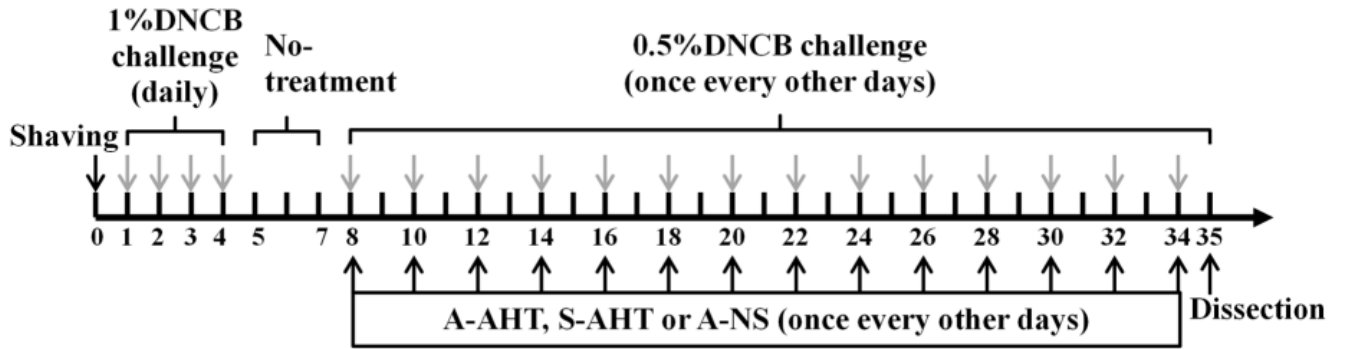 1%DNCB
challenge
(daily)
No-
treatment
0.5%DNCB challenge
(once every other days)
Shaving
0 1 2 3 4 5 7 8 10 12 14 16 18 20 22 24 26 28 30 32 34 35
A-AHT, S-AHT or A-NS (once every other days)
Dissection